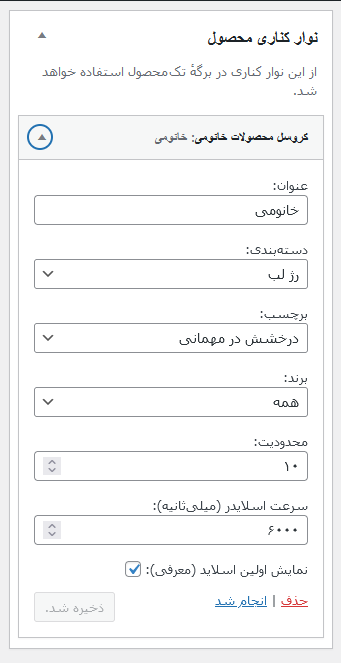 نوار کناری محصول
از این نوار کناری در برگهٔ تک‌محصول استفاده خواهد
شد.
کروسل محصولات خانومی: خانومی
عنوان:
خانومی
دسته‌بندی:
رژ لب
برچسب:
درخشش در مهمانی
برند:
همه
محدودیت:
۱۰
سرعت اسلایدر (میلی‌ثانیه):
۶۰۰۰
نمایش اولین اسلاید (معرفی):
حذف | انجام شد
ذخیره شد.